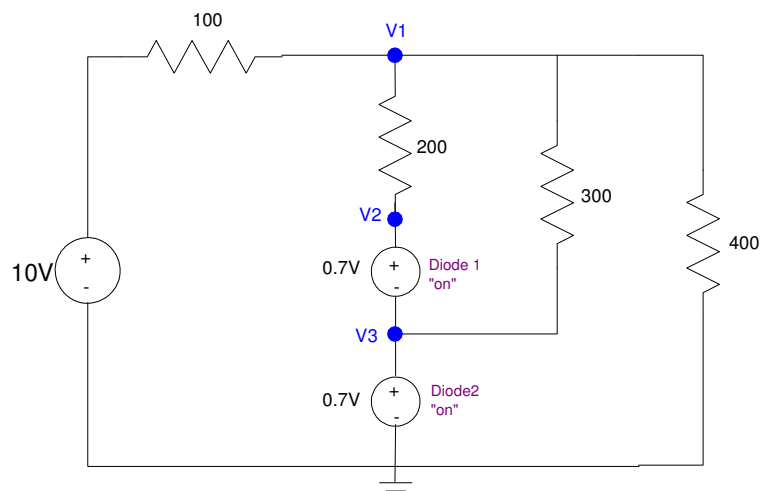 100
V1
200
V2
300
400
10V
+
-
0.7V
+
-
Diode 1
"on"
V3
0.7V
+
-
Diode2
"on"